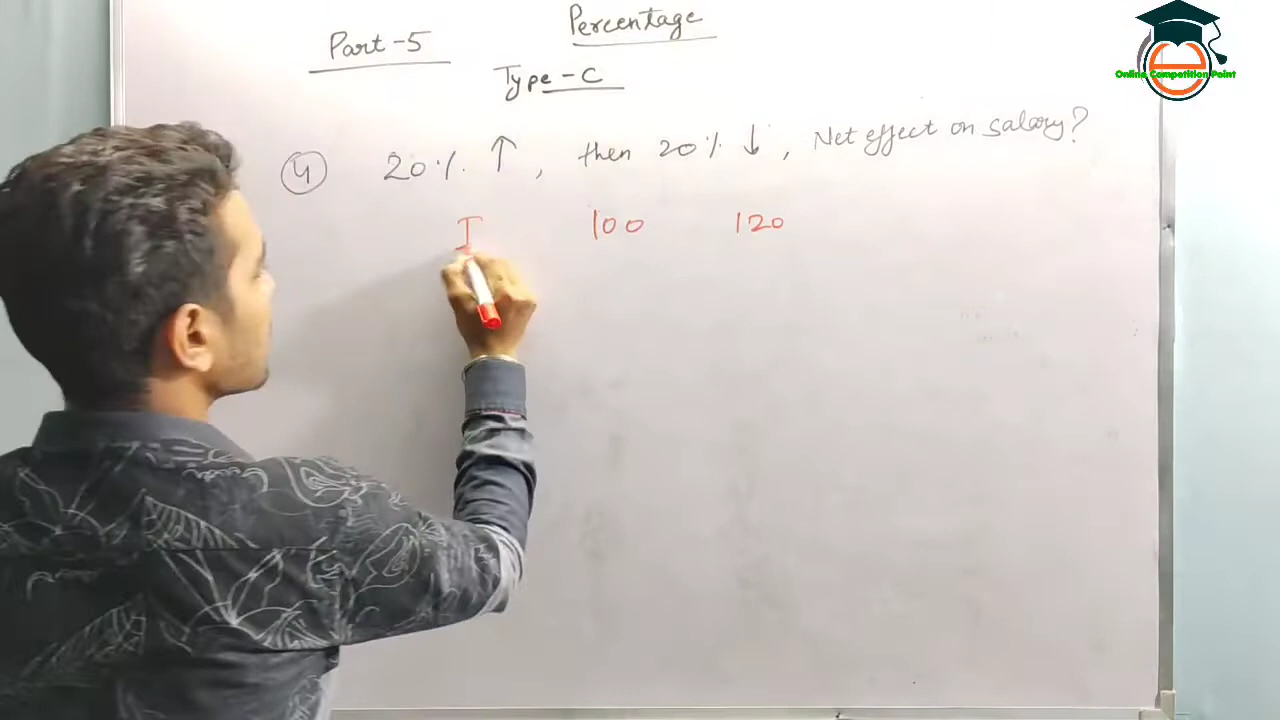 Percentage
Part-5
Type-C
4 20% ↑, then 20% ↓, Net effect on salary?
I 100 120
Online Competition Point